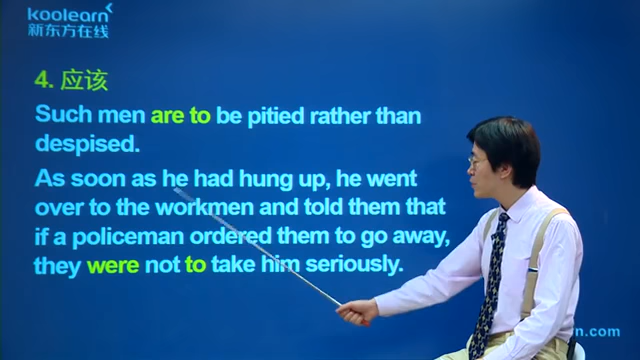 koolearn
新东方在线
4. 应该
Such men are to be pitied rather than
despised.
As soon as he had hung up, he went
over to the workmen and told them that
if a policeman ordered them to go away,
they were not to take him seriously.
n.com